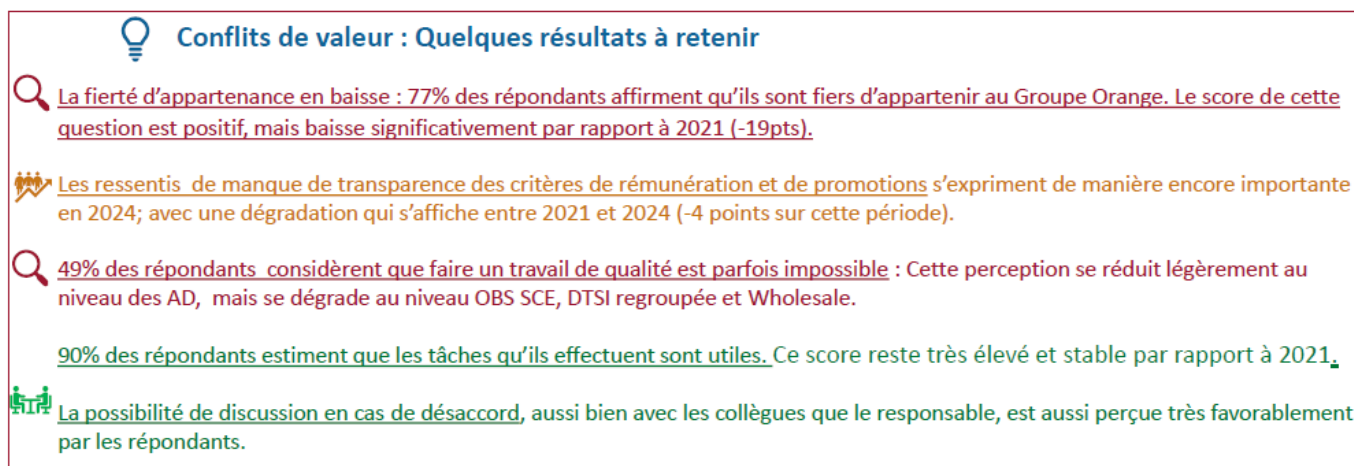 Conflits de valeur : Quelques résultats à retenir
La fierté d'appartenance en baisse : 77% des répondants affirment qu'ils sont fiers d'appartenir au Groupe Orange. Le score de cette
question est positif, mais baisse significativement par rapport à 2021 (-19pts).
Les ressentis de manque de transparence des critères de rémunération et de promotions s'expriment de manière encore importante
en 2024; avec une dégradation qui s'affiche entre 2021 et 2024 (-4 points sur cette période).
49% des répondants considèrent que faire un travail de qualité est parfois impossible : Cette perception se réduit légèrement au
niveau des AD, mais se dégrade au niveau OBS SCE, DTSI regroupée et Wholesale.
90% des répondants estiment que les tâches qu'ils effectuent sont utiles. Ce score reste très élevé et stable par rapport à 2021.
La possibilité de discussion en cas de désaccord, aussi bien avec les collègues que le responsable, est aussi perçue très favorablement
par les répondants.